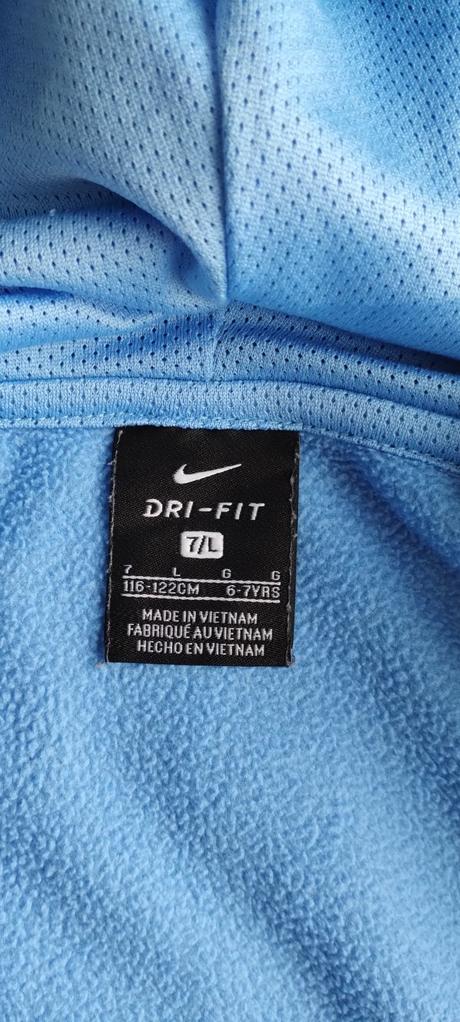 DRI-FIT
7/L
7 L G G
116-122CM 6-7YRS
MADE IN VIETNAM
FABRIQUÉ AU VIETNAM
HECHO EN VIETNAM